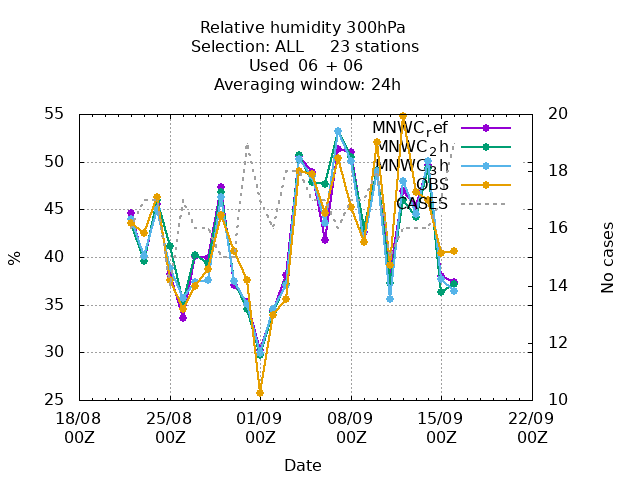 Relative humidity 300hPa
Selection: ALL 23 stations
Used 06 + 06
Averaging window: 24h
55
50
45
40
35
30
25
%
20
18
16
14
12
10
No cases
MNWC_ref
MNWC_2h
MNWC_3h
OBS
CASES
18/08 25/08 01/09 08/09 15/09 22/09
00Z 00Z 00Z 00Z 00Z 00Z
Date